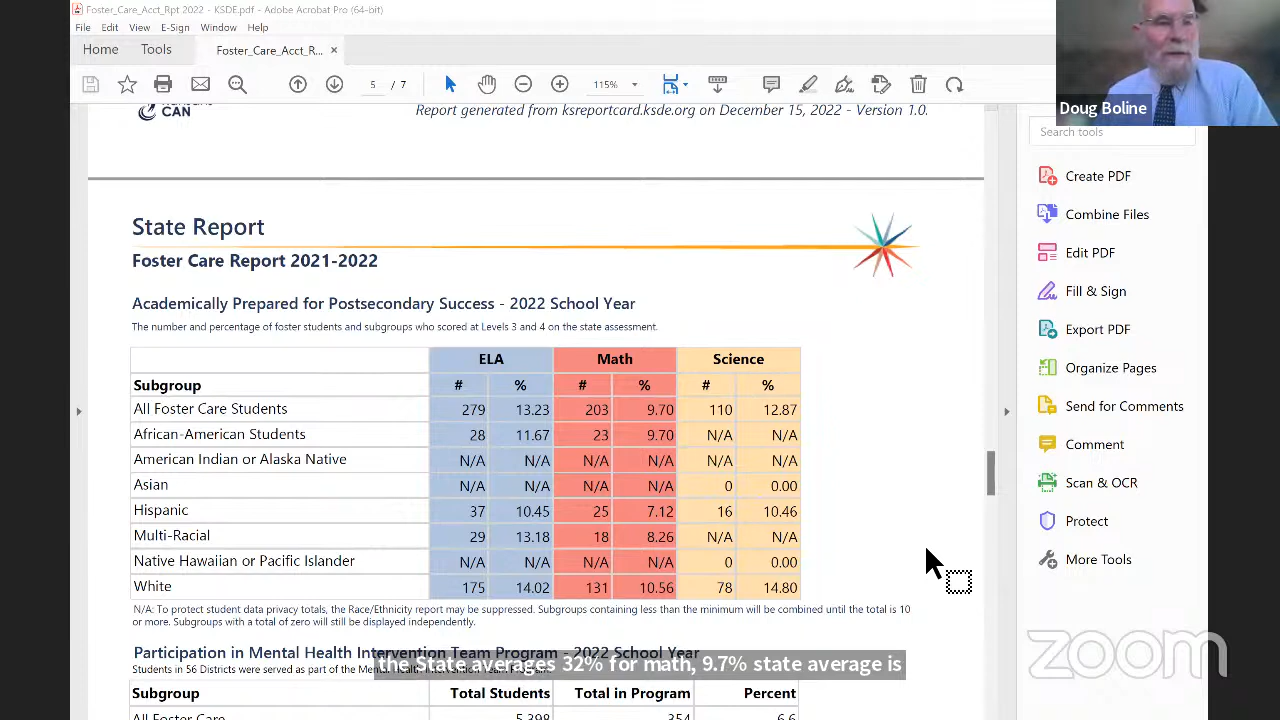 Foster_Care_Acct_Rpt 2022 - KSDE.pdf - Adobe Acrobat Pro (64-bit)
File Edit View E-Sign Window Help
Home Tools Foster_Care_Acct_R... ×
5 / 7 115%
Doug Boline
CAN
Report generated from ksreportcard.ksde.org on December 15, 2022 - Version 1.0.
State Report
Foster Care Report 2021-2022
Academically Prepared for Postsecondary Success - 2022 School Year
The number and percentage of foster students and subgroups who scored at Levels 3 and 4 on the state assessment.
ELA Math Science
Subgroup # % # % # %
All Foster Care Students 279 13.23 203 9.70 110 12.87
African-American Students 28 11.67 23 9.70 N/A N/A
American Indian or Alaska Native N/A N/A N/A N/A N/A N/A
Asian N/A N/A N/A N/A 0 0.00
Hispanic 37 10.45 25 7.12 16 10.46
Multi-Racial 29 13.18 18 8.26 N/A N/A
Native Hawaiian or Pacific Islander N/A N/A N/A N/A 0 0.00
White 175 14.02 131 10.56 78 14.80
N/A: To protect student data privacy totals, the Race/Ethnicity report may be suppressed. Subgroups containing less than the minimum will be combined until the total is 10
or more. Subgroups with a total of zero will still be displayed independently.
Participation in Mental Health Intervention Team Program - 2022 School Year
the State averages 32% for math, 9.7% state average is
Students in 56 Districts were served as part of the Mental Health
Subgroup Total Students Total in Program Percent
All Foster Care 5,398 354 6.6
Search tools
Create PDF
Combine Files
Edit PDF
Fill & Sign
Export PDF
Organize Pages
Send for Comments
Comment
Scan & OCR
Protect
More Tools
zoom